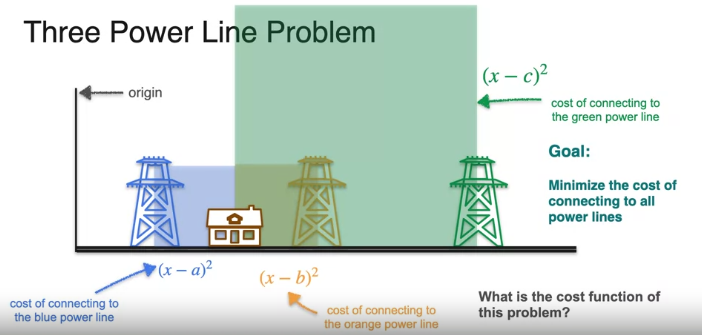 Three Power Line Problem
(x − c)²
origin
cost of connecting to
the green power line
Goal:
Minimize the cost of
connecting to all
power lines
(x − a)²
(x − b)²
cost of connecting to
the blue power line
cost of connecting to
the orange power line
What is the cost function of
this problem?